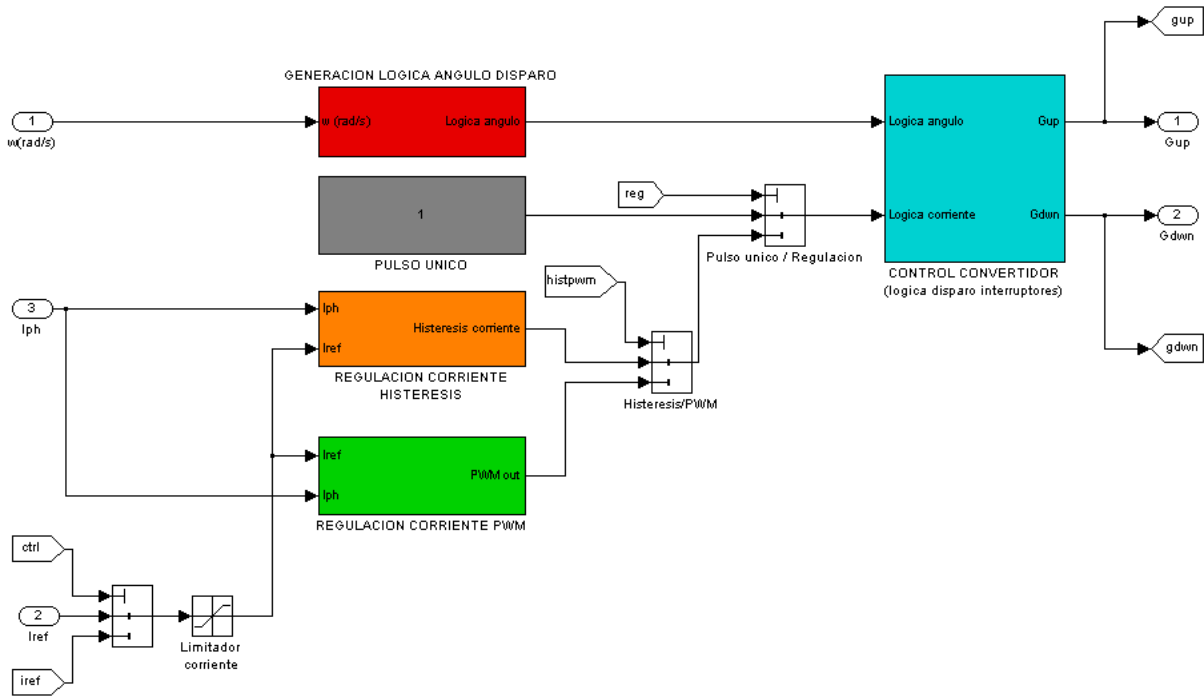 gup
GENERACION LOGICA ANGULO DISPARO
1
w(rad/s)
w (rad/s)
Logica angulo
Logica angulo
Gup
1
Gup
1
PULSO UNICO
reg
Pulso unico / Regulacion
Logica corriente
Gdwn
2
Gdwn
CONTROL CONVERTIDOR
(logica disparo interruptores)
histpwm
3
Iph
Iph
Histeresis corriente
Iref
REGULACION CORRIENTE
HISTERESIS
Histeresis/PWM
gdwn
Iref
PWM out
Iph
REGULACION CORRIENTE PWM
ctrl
2
Iref
iref
Limitador
corriente